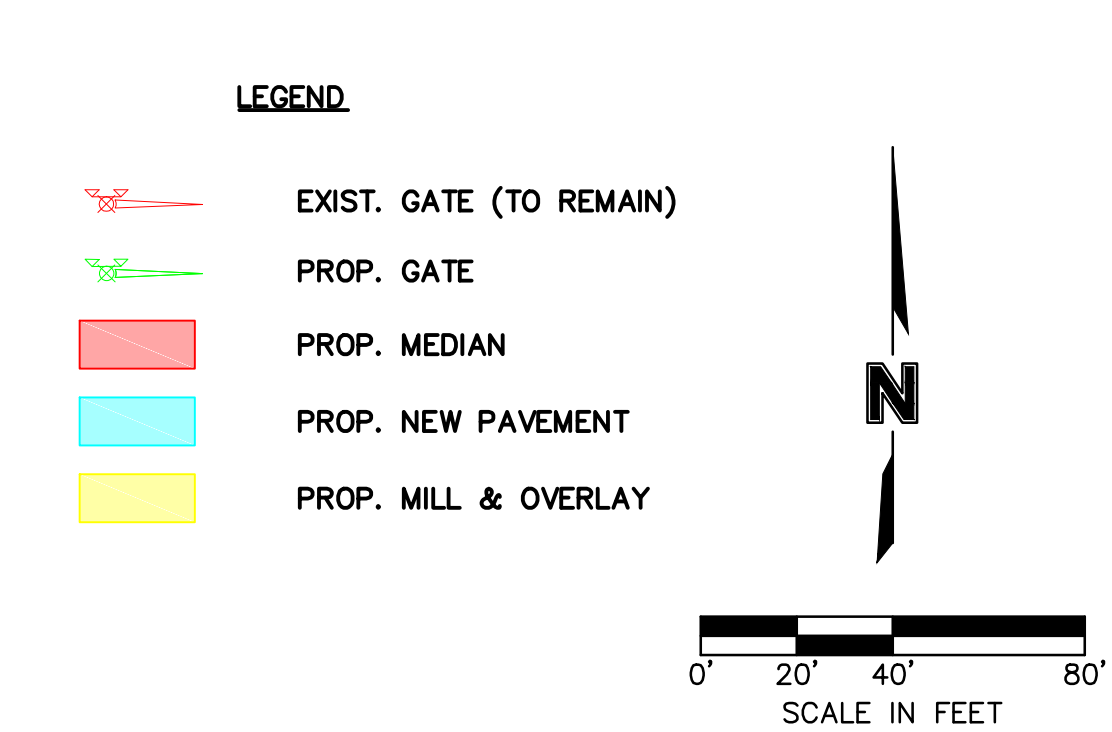 LEGEND
EXIST. GATE (TO REMAIN)
PROP. GATE
PROP. MEDIAN
PROP. NEW PAVEMENT
PROP. MILL & OVERLAY
N
0' 20' 40' 80'
SCALE IN FEET